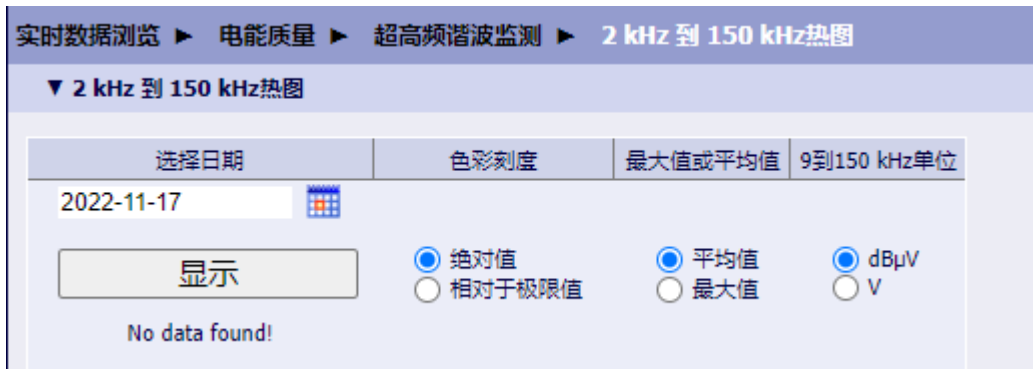 实时数据浏览 ► 电能质量 ► 超高频谐波监测 ► 2 kHz 到 150 kHz热图
▼ 2 kHz 到 150 kHz热图
选择日期 色彩刻度 最大值或平均值 9到150 kHz单位
2022-11-17
显示 绝对值 平均值 dBµV
相对于极限值 最大值 V
No data found!